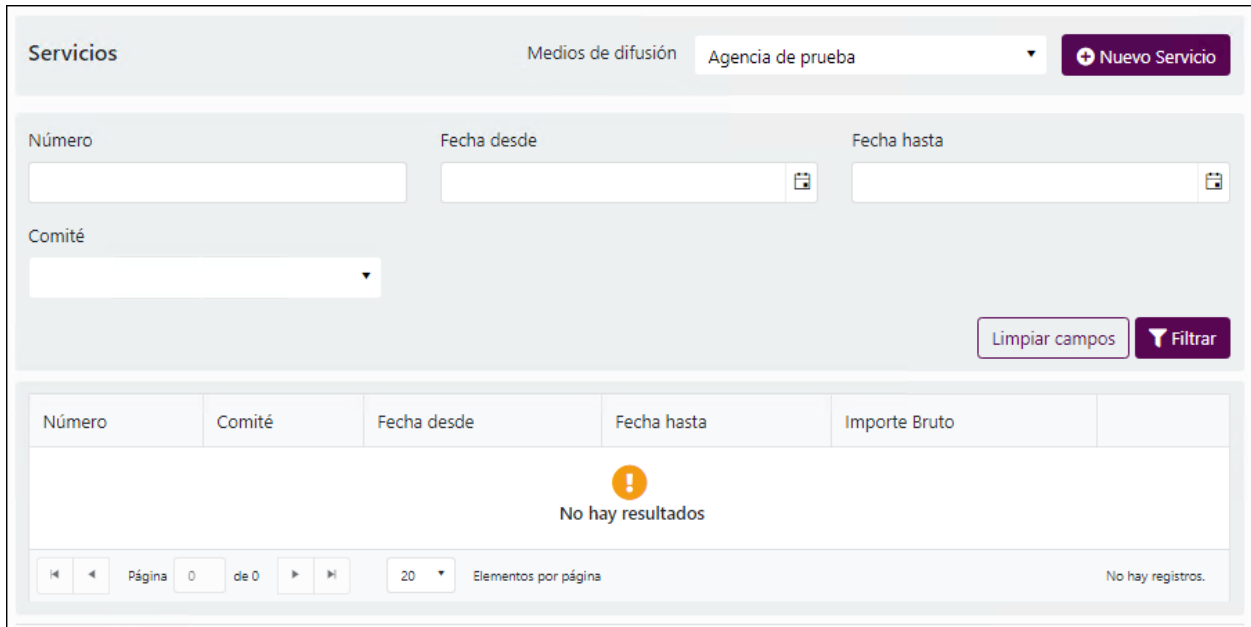 Servicios Medios de difusión Agencia de prueba Nuevo Servicio
Número Fecha desde Fecha hasta
Comité
Limpiar campos Filtrar
Número Comité Fecha desde Fecha hasta Importe Bruto
No hay resultados
Página 0 de 0 20 Elementos por página No hay registros.